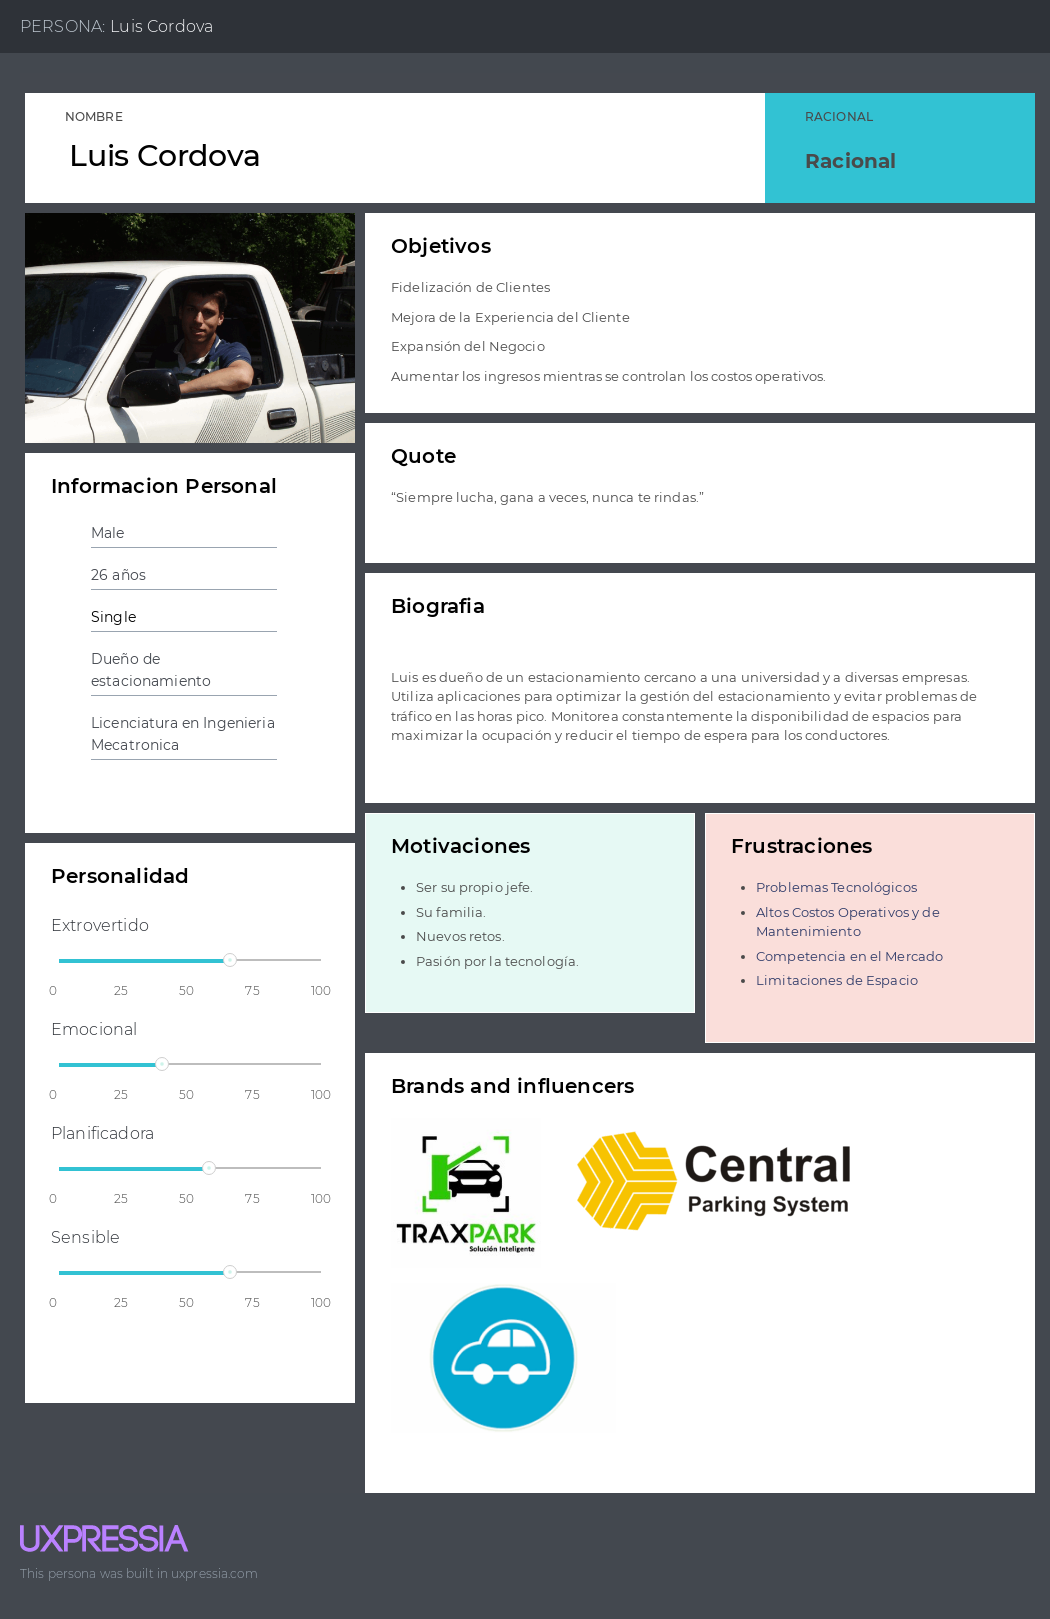 PERSONA: Luis Cordova
NOMBRE
Luis Cordova
RACIONAL
Racional
Informacion Personal
Male
26 años
Single
Dueño de
estacionamiento
Licenciatura en Ingenieria
Mecatronica
Personalidad
Extrovertido
0 25 50 75 100
Emocional
0 25 50 75 100
Planificadora
0 25 50 75 100
Sensible
0 25 50 75 100
Objetivos
Fidelización de Clientes
Mejora de la Experiencia del Cliente
Expansión del Negocio
Aumentar los ingresos mientras se controlan los costos operativos.
Quote
“Siempre lucha, gana a veces, nunca te rindas.”
Biografia
Luis es dueño de un estacionamiento cercano a una universidad y a diversas empresas.
Utiliza aplicaciones para optimizar la gestión del estacionamiento y evitar problemas de
tráfico en las horas pico. Monitorea constantemente la disponibilidad de espacios para
maximizar la ocupación y reducir el tiempo de espera para los conductores.
Motivaciones
Ser su propio jefe.
Su familia.
Nuevos retos.
Pasión por la tecnología.
Frustraciones
Problemas Tecnológicos
Altos Costos Operativos y de
Mantenimiento
Competencia en el Mercado
Limitaciones de Espacio
Brands and influencers
TRAXPARK
Solución Inteligente
Central
Parking System
UXPRESSIA
This persona was built in uxpressia.com